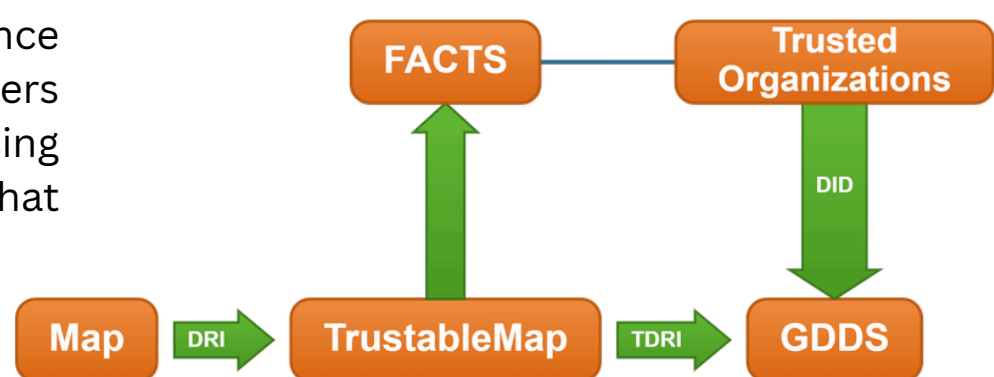 nce
ers
ing
hat
FACTS
Trusted
Organizations
DID
Map
DRI
TrustableMap
TDRI
GDDS